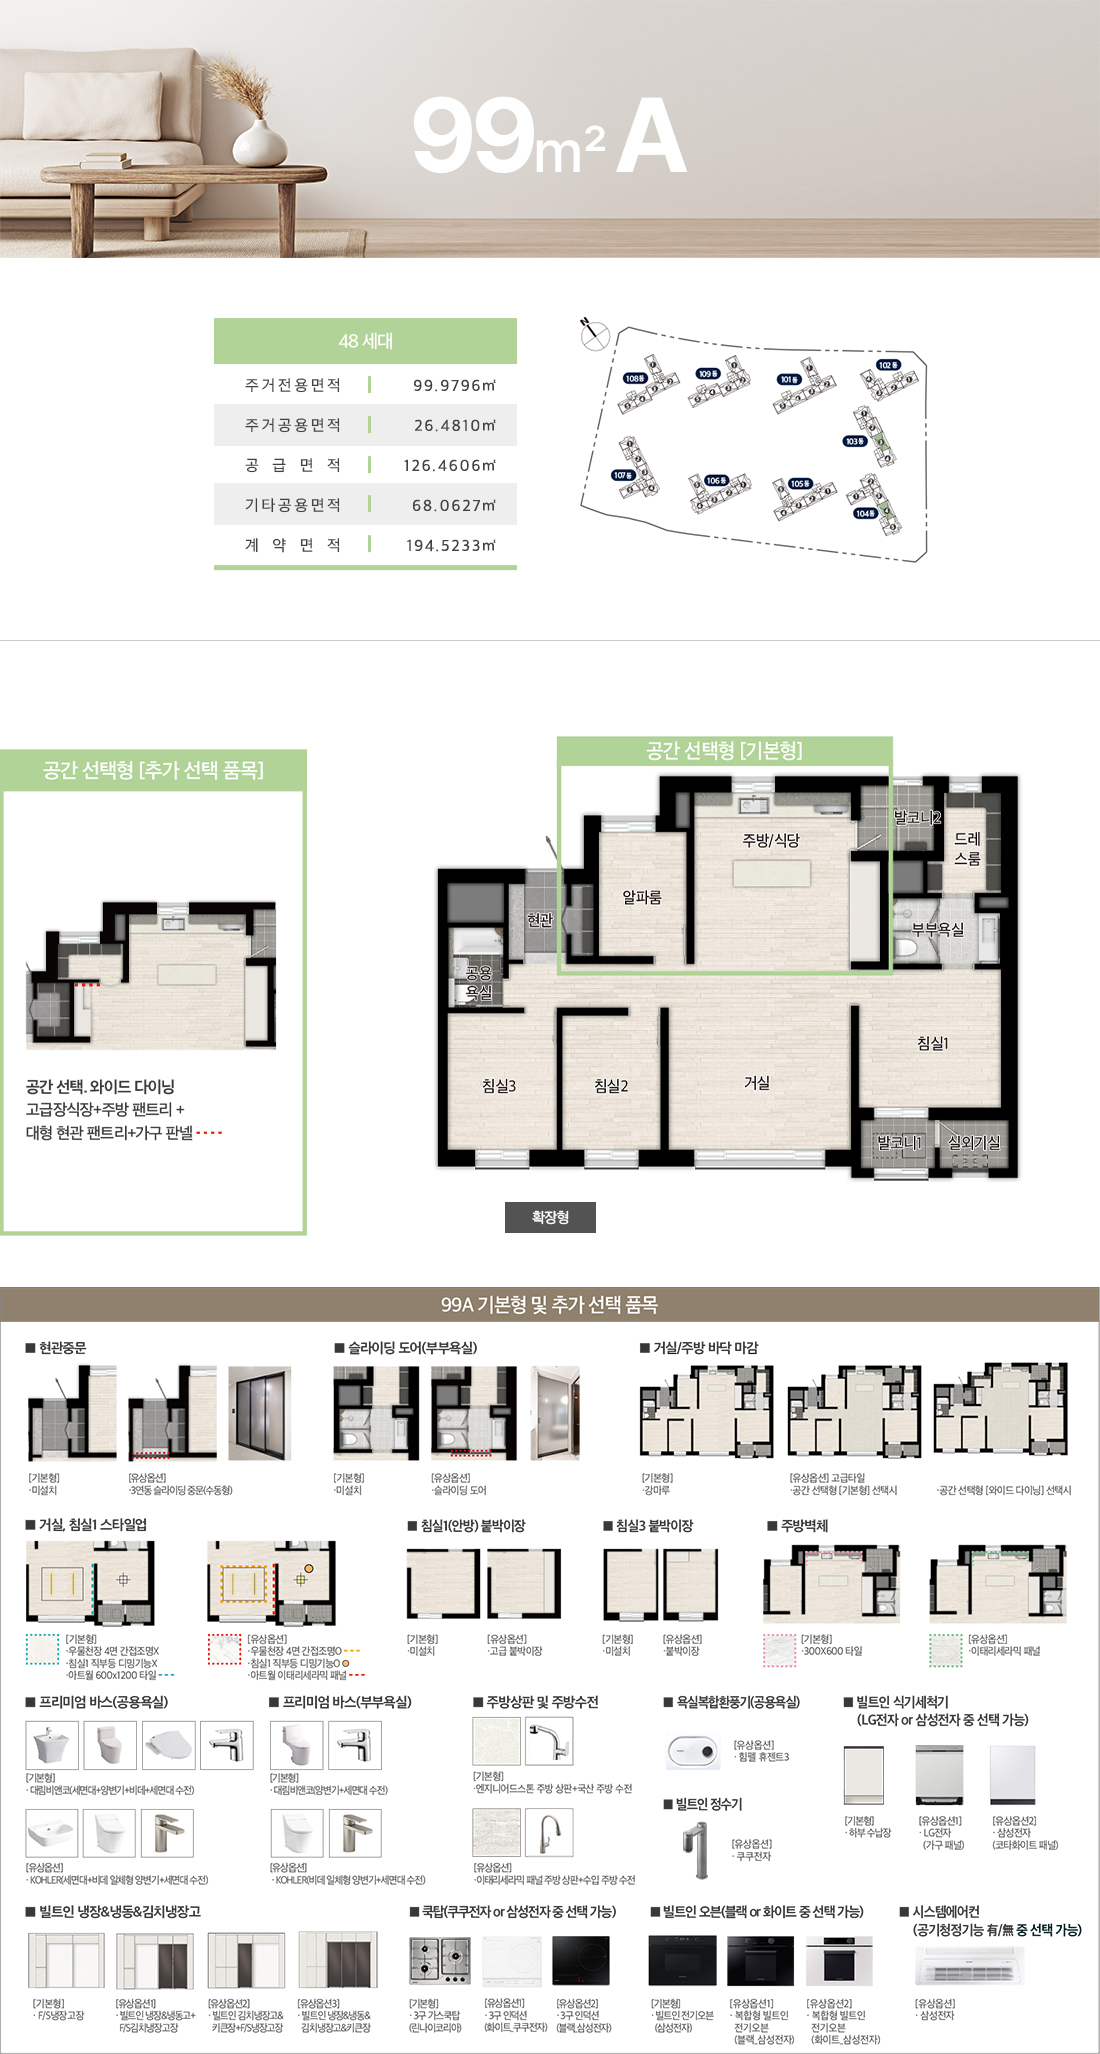 99m² A
48 세대
주거전용면적 99.9796㎡
주거공용면적 26.4810㎡
공 급 면 적 126.4606㎡
기타공용면적 68.0627㎡
계 약 면 적 194.5233㎡
N
108동
109동
101동
102동
103동
107동
106동
105동
104동
공간 선택형 [추가 선택 품목]
공간 선택. 와이드 다이닝
고급장식장+주방 팬트리 +
대형 현관 팬트리+가구 판넬
공간 선택형 [기본형]
발코니2
주방/식당
드레
스룸
알파룸
현관
부부욕실
공용
욕실
침실1
침실3
침실2
거실
발코니1
실외기실
확장형
99A 기본형 및 추가 선택 품목
■ 현관중문
[기본형]
·미설치
[유상옵션]
·3연동 슬라이딩 중문(수동형)
■ 슬라이딩 도어(부부욕실)
[기본형]
·미설치
[유상옵션]
·슬라이딩 도어
■ 거실/주방 바닥 마감
[기본형]
·강마루
[유상옵션] 고급타일
·공간 선택형 [기본형] 선택시
·공간 선택형 [와이드 다이닝] 선택시
■ 거실, 침실1 스타일업
[기본형]
·우물천장 4면 간접조명X
·침실1 직부등 디밍기능X
·아트월 600x1200 타일
[유상옵션]
·우물천장 4면 간접조명O
·침실1 직부등 디밍기능O
·아트월 이태리세라믹 패널
■ 침실1(안방) 붙박이장
[기본형]
·미설치
[유상옵션]
·고급 붙박이장
■ 침실3 붙박이장
[기본형]
·미설치
[유상옵션]
·붙박이장
■ 주방벽체
[기본형]
·300X600 타일
[유상옵션]
·이태리세라믹 패널
■ 프리미엄 바스(공용욕실)
[기본형]
· 대림비앤코(세면대+양변기+비데+세면대 수전)
[유상옵션]
· KOHLER(세면대+비데 일체형 양변기+세면대 수전)
■ 프리미엄 바스(부부욕실)
[기본형]
· 대림비앤코(양변기+세면대 수전)
[유상옵션]
· KOHLER(비데 일체형 양변기+세면대 수전)
■ 주방상판 및 주방수전
[기본형]
·엔지니어드스톤 주방 상판+국산 주방 수전
[유상옵션]
·이태리세라믹 패널 주방 상판+수입 주방 수전
■ 욕실복합환풍기(공용욕실)
[유상옵션]
· 힘펠 휴젠트3
■ 빌트인 정수기
[유상옵션]
· 쿠쿠전자
■ 빌트인 식기세척기
(LG전자 or 삼성전자 중 선택 가능)
[기본형]
· 하부 수납장
[유상옵션1]
· LG전자
(가구 패널)
[유상옵션2]
· 삼성전자
(코타화이트 패널)
■ 빌트인 냉장&냉동&김치냉장고
[기본형]
· F/S냉장고장
[유상옵션1]
· 빌트인 냉장&냉동고+
F/S김치냉장고장
[유상옵션2]
· 빌트인 김치냉장고&
키큰장+F/S냉장고장
[유상옵션3]
· 빌트인 냉장&냉동&
김치냉장고&키큰장
■ 쿡탑(쿠쿠전자 or 삼성전자 중 선택 가능)
[기본형]
· 3구 가스쿡탑
(린나이코리아)
[유상옵션1]
· 3구 인덕션
(화이트_쿠쿠전자)
[유상옵션2]
· 3구 인덕션
(블랙_삼성전자)
■ 빌트인 오븐(블랙 or 화이트 중 선택 가능)
[기본형]
· 빌트인 전기오븐
(삼성전자)
[유상옵션1]
· 복합형 빌트인
전기오븐
(블랙_삼성전자)
[유상옵션2]
· 복합형 빌트인
전기오븐
(화이트_삼성전자)
■ 시스템에어컨
(공기청정기능 有/無 중 선택 가능)
[유상옵션]
· 삼성전자